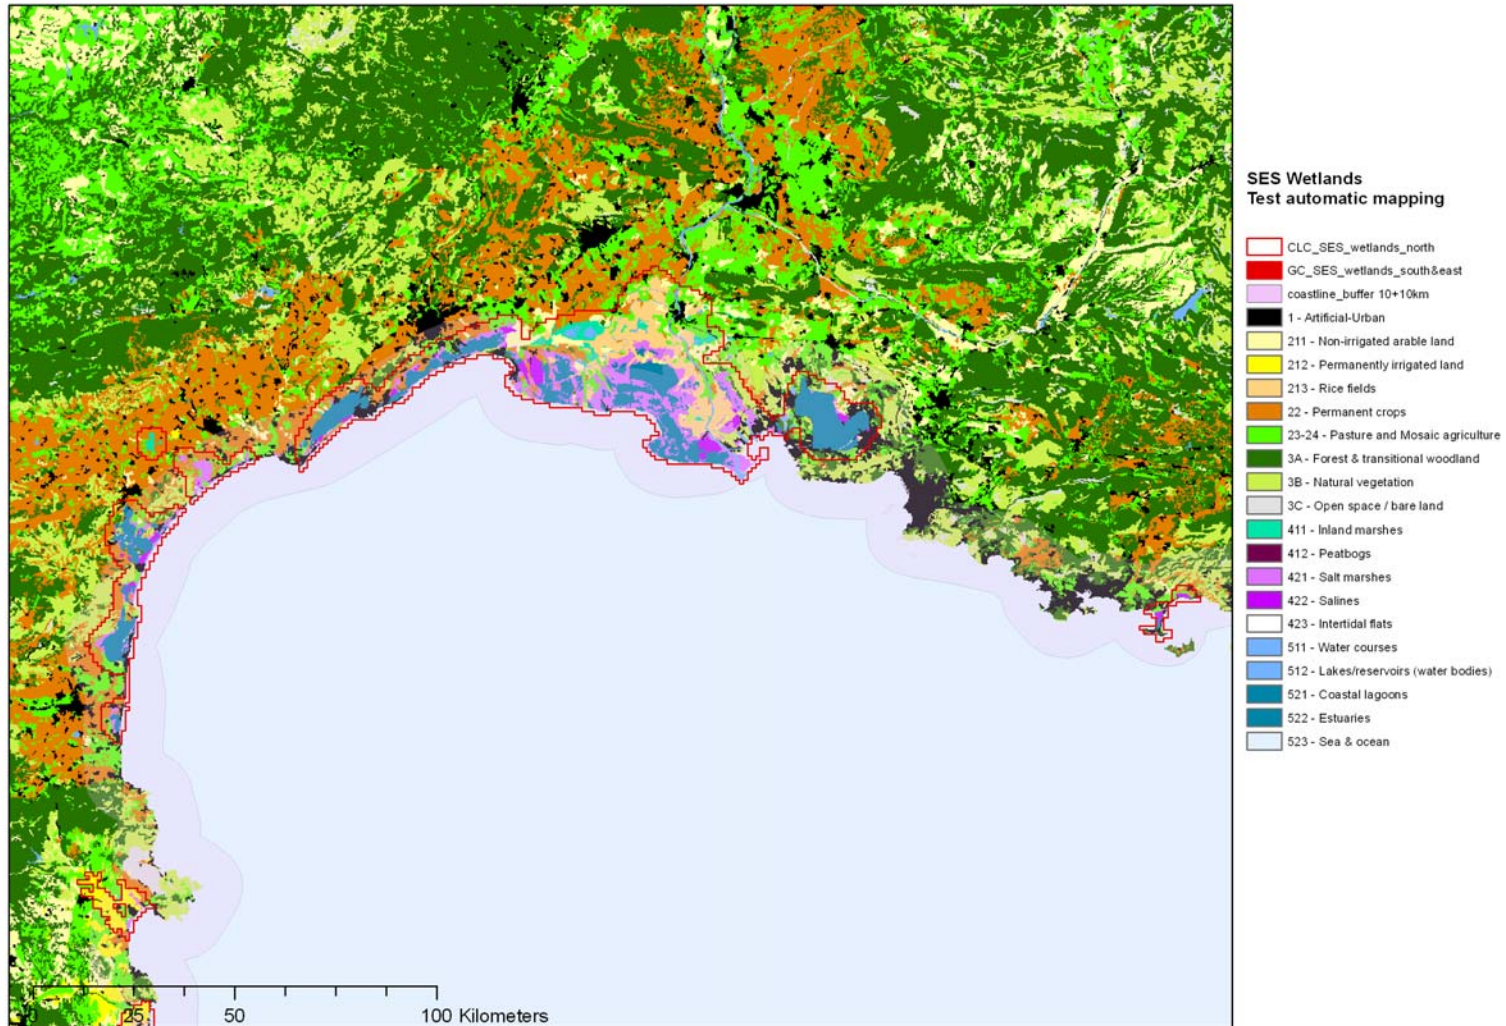 SES Wetlands
Test automatic mapping
CLC_SES_wetlands_north
GC_SES_wetlands_south&east
coastline_buffer 10+10km
1 - Artificial-Urban
211 - Non-irrigated arable land
212 - Permanently irrigated land
213 - Rice fields
22 - Permanent crops
23-24 - Pasture and Mosaic agriculture
3A - Forest & transitional woodland
3B - Natural vegetation
3C - Open space / bare land
411 - Inland marshes
412 - Peatbogs
421 - Salt marshes
422 - Salines
423 - Intertidal flats
511 - Water courses
512 - Lakes/reservoirs (water bodies)
521 - Coastal lagoons
522 - Estuaries
523 - Sea & ocean
0 25 50 100 Kilometers